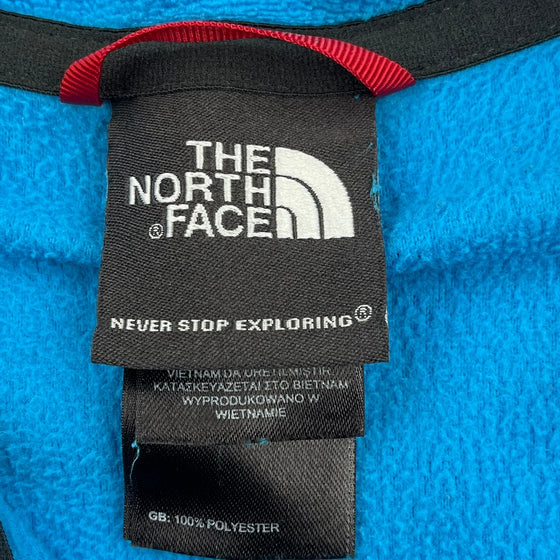 THE
NORTH
®FACE
NEVER STOP EXPLORING®
VIETNAM DA ÜRETİLMİŞTİR
ΚΑΤΑΣΚΕΥΑΖΕΤΑΙ ΣΤΟ ΒΙΕΤΝΑΜ
WYPRODUKOWANO W
WIETNAMIE
GB: 100% POLYESTER